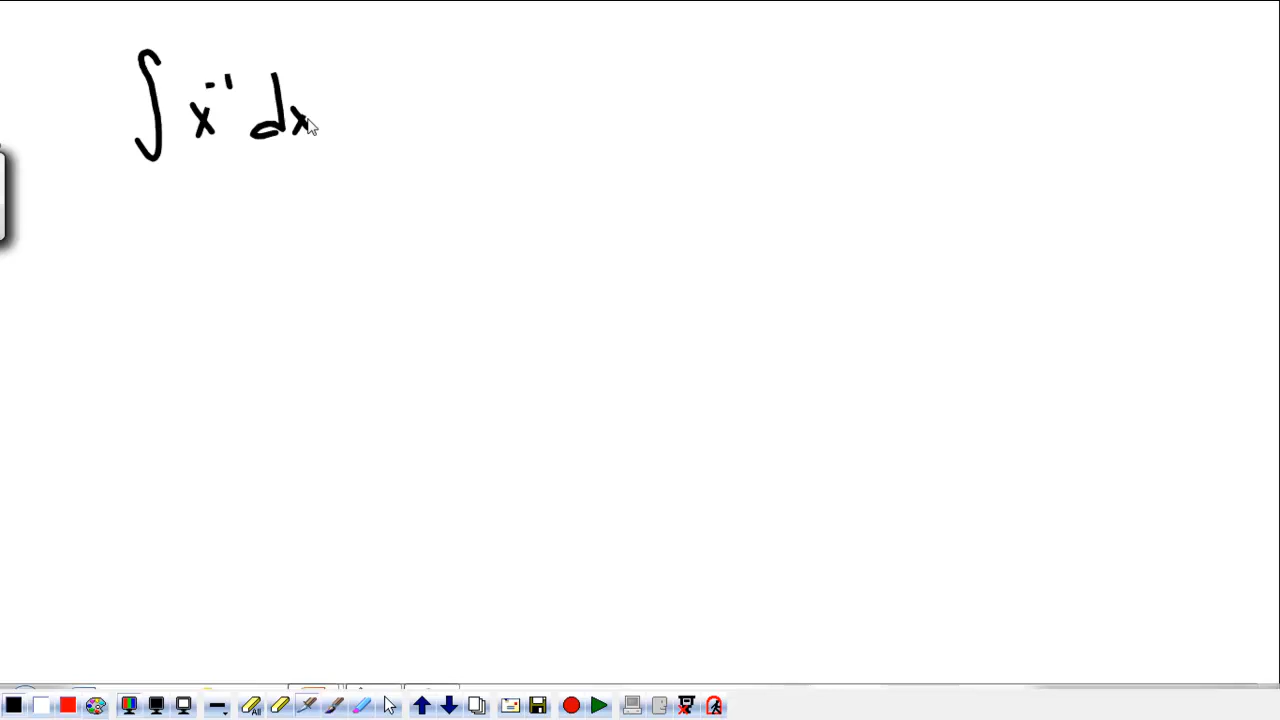 ∫ x⁻¹ dx